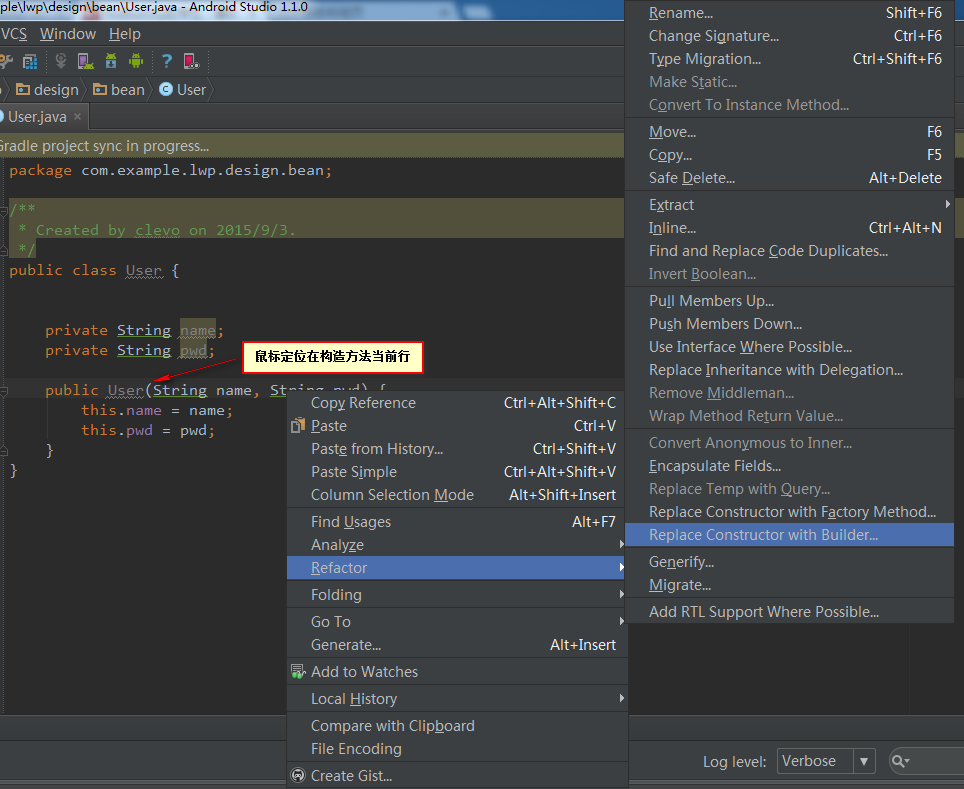 ple\lwp\design\bean\User.java - Android Studio 1.1.0
VCS Window Help
design bean User
User.java
Gradle project sync in progress...
package com.example.lwp.design.bean;
/**
* Created by clevo on 2015/9/3.
*/
public class User {
private String name;
private String pwd;
鼠标定位在构造方法当前行
public User(String name, String pwd) {
this.name = name;
this.pwd = pwd;
}
}
Copy Reference Ctrl+Alt+Shift+C
Paste Ctrl+V
Paste from History... Ctrl+Shift+V
Paste Simple Ctrl+Alt+Shift+V
Column Selection Mode Alt+Shift+Insert
Find Usages Alt+F7
Analyze
Refactor
Folding
Go To
Generate... Alt+Insert
Add to Watches
Local History
Compare with Clipboard
File Encoding
Create Gist...
Rename... Shift+F6
Change Signature... Ctrl+F6
Type Migration... Ctrl+Shift+F6
Make Static...
Convert To Instance Method...
Move... F6
Copy... F5
Safe Delete... Alt+Delete
Extract
Inline... Ctrl+Alt+N
Find and Replace Code Duplicates...
Invert Boolean...
Pull Members Up...
Push Members Down...
Use Interface Where Possible...
Replace Inheritance with Delegation...
Remove Middleman...
Wrap Method Return Value...
Convert Anonymous to Inner...
Encapsulate Fields...
Replace Temp with Query...
Replace Constructor with Factory Method...
Replace Constructor with Builder...
Generify...
Migrate...
Add RTL Support Where Possible...
Log level: Verbose